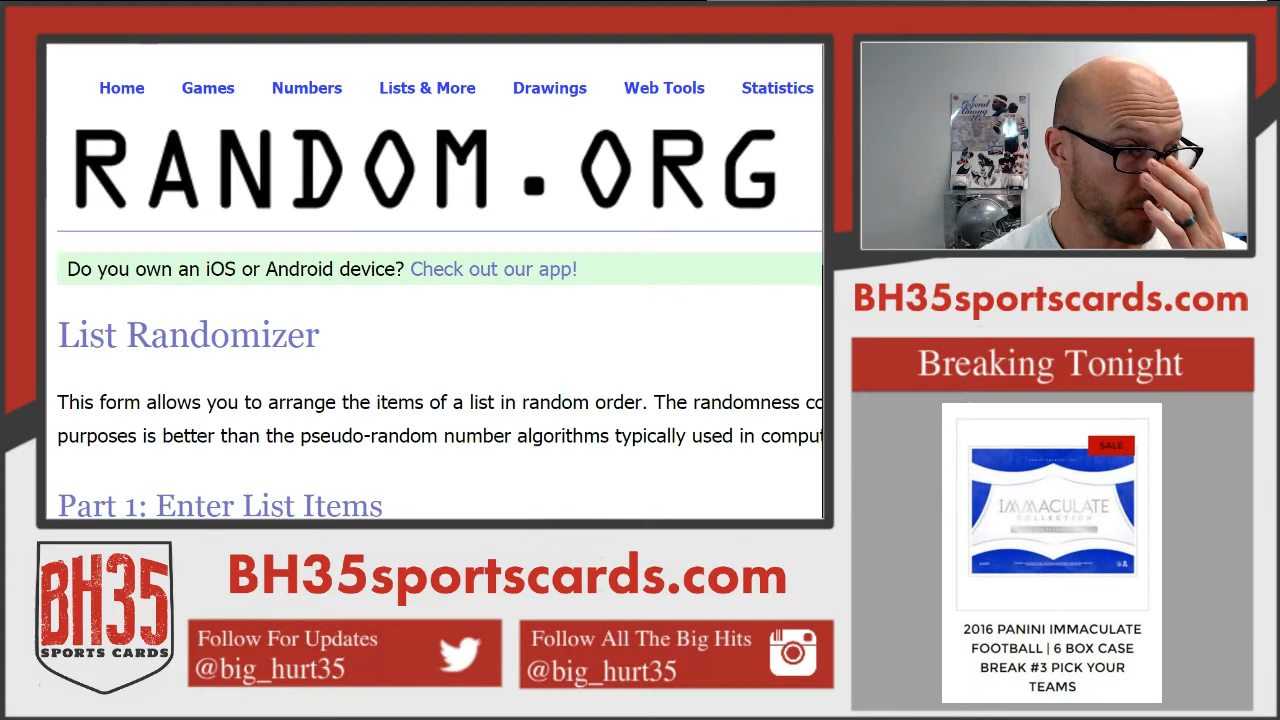 Home Games Numbers Lists & More Drawings Web Tools Statistics
RANDOM.ORG
Do you own an iOS or Android device? Check out our app!
List Randomizer
This form allows you to arrange the items of a list in random order. The randomness co
purposes is better than the pseudo-random number algorithms typically used in comput
Part 1: Enter List Items
BH35sportscards.com
Breaking Tonight
SALE
IMMACULATE
COLLECTION
2016 PANINI IMMACULATE
FOOTBALL | 6 BOX CASE
BREAK #3 PICK YOUR
TEAMS
BH35
SPORTS CARDS
BH35sportscards.com
Follow For Updates
@big_hurt35
Follow All The Big Hits
@big_hurt35